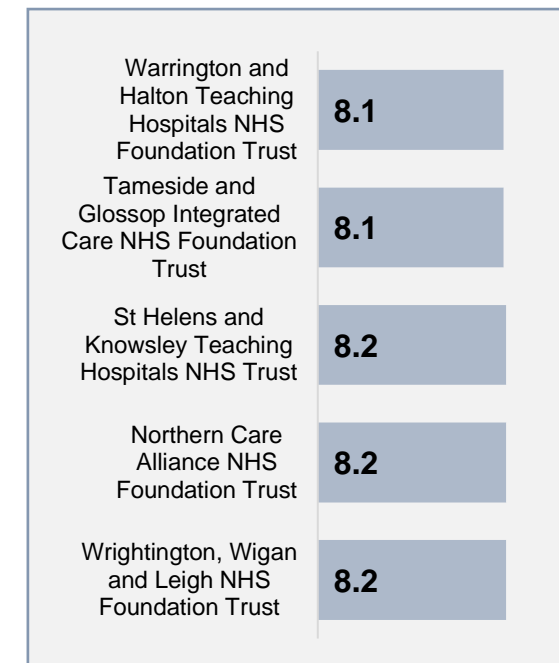 Warrington and
Halton Teaching
Hospitals NHS
Foundation Trust
8.1
Tameside and
Glossop Integrated
Care NHS Foundation
Trust
8.1
St Helens and
Knowsley Teaching
Hospitals NHS Trust
8.2
Northern Care
Alliance NHS
Foundation Trust
8.2
Wrightington, Wigan
and Leigh NHS
Foundation Trust
8.2